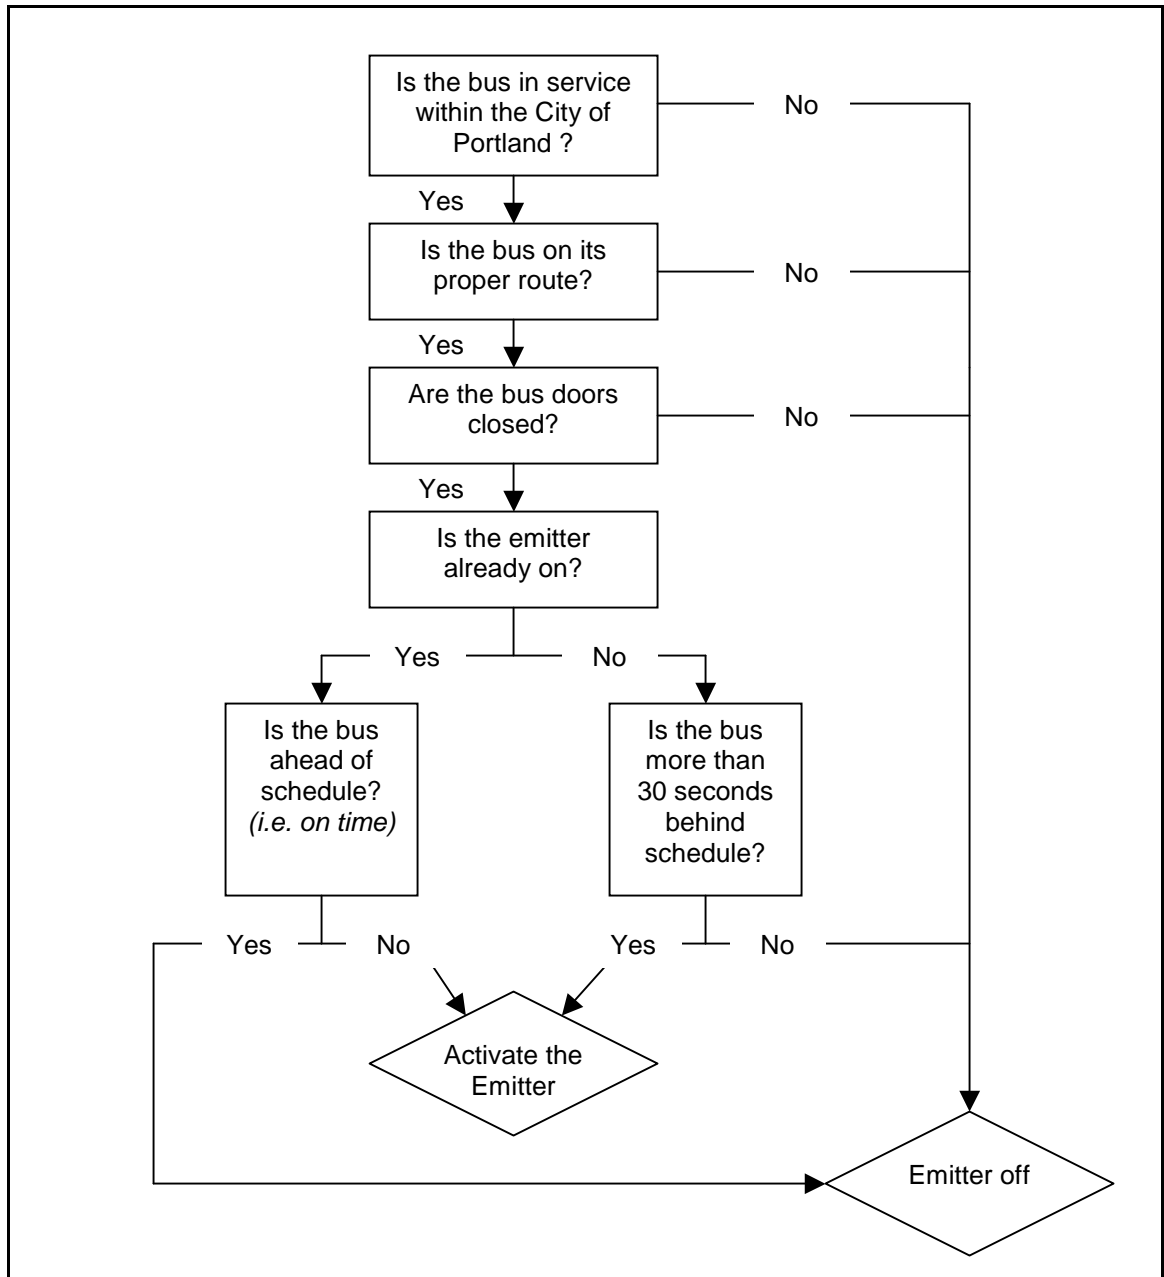 Is the bus in service
within the City of
Portland ?
No
Yes
Is the bus on its
proper route?
No
Yes
Are the bus doors
closed?
No
Yes
Is the emitter
already on?
Yes
No
Is the bus
ahead of
schedule?
(i.e. on time)
Is the bus
more than
30 seconds
behind
schedule?
Yes
No
Yes
No
Activate the
Emitter
Emitter off